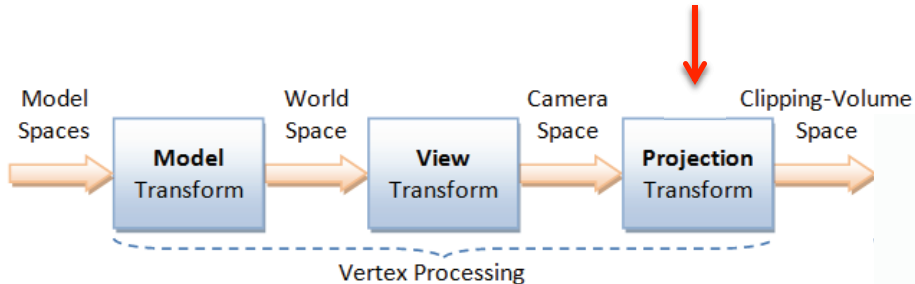 Model
Spaces
Model
Transform
World
Space
View
Transform
Camera
Space
Projection
Transform
Clipping-Volume
Space
Vertex Processing